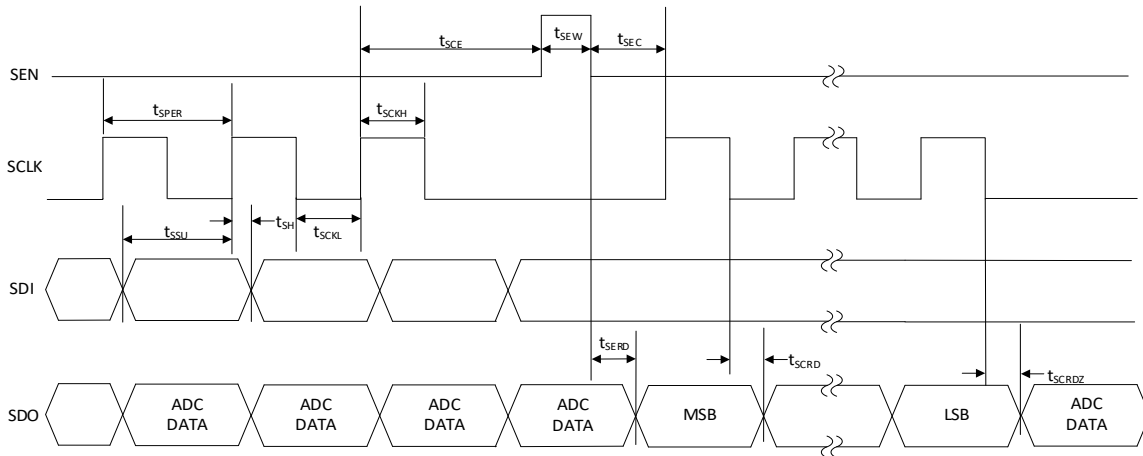 tSCE
tSEW
tSEC
SEN
tSPER
tSCKH
SCLK
tSH
tSSU
tSCKL
SDI
tSERD
tSCRD
tSCRDZ
SDO
ADC
DATA
ADC
DATA
ADC
DATA
ADC
DATA
MSB
LSB
ADC
DATA